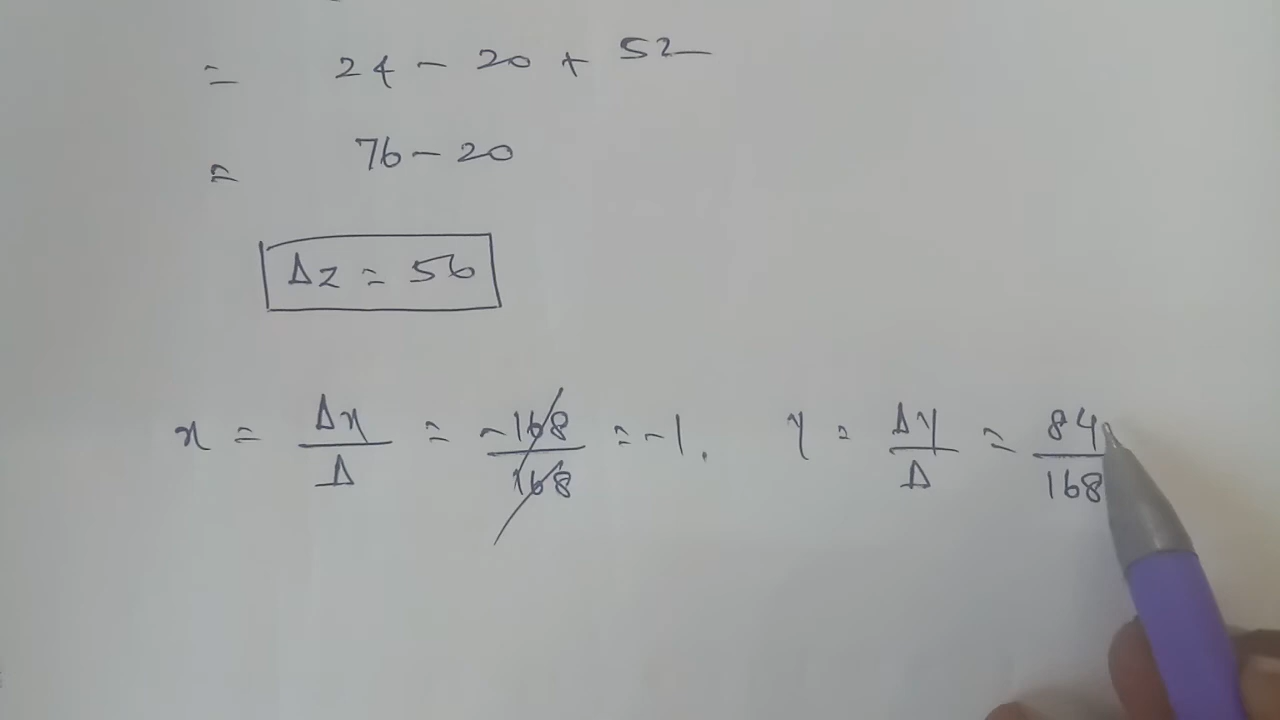 = 24 - 20 + 52
= 76 - 20
Δz = 56
x = Δx/Δ = -168/168 = -1. y = Δy/Δ = 84/168